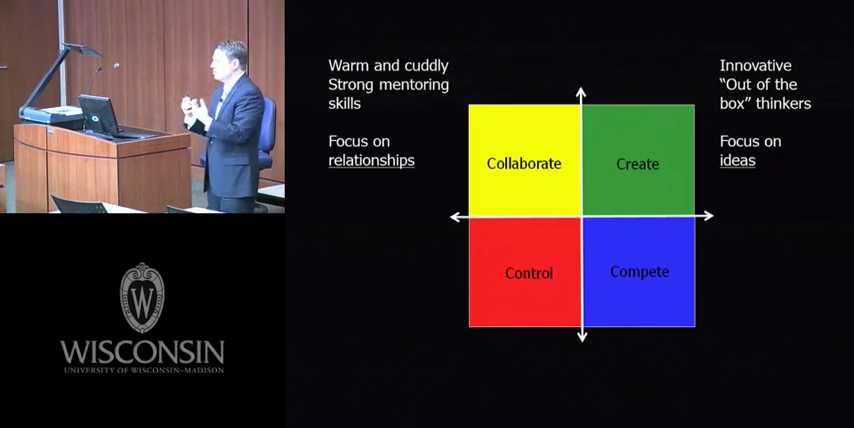 Warm and cuddly
Strong mentoring
skills
Focus on
relationships
Innovative
“Out of the
box” thinkers
Focus on
ideas
Collaborate
Create
Control
Compete
W
WISCONSIN
UNIVERSITY OF WISCONSIN–MADISON